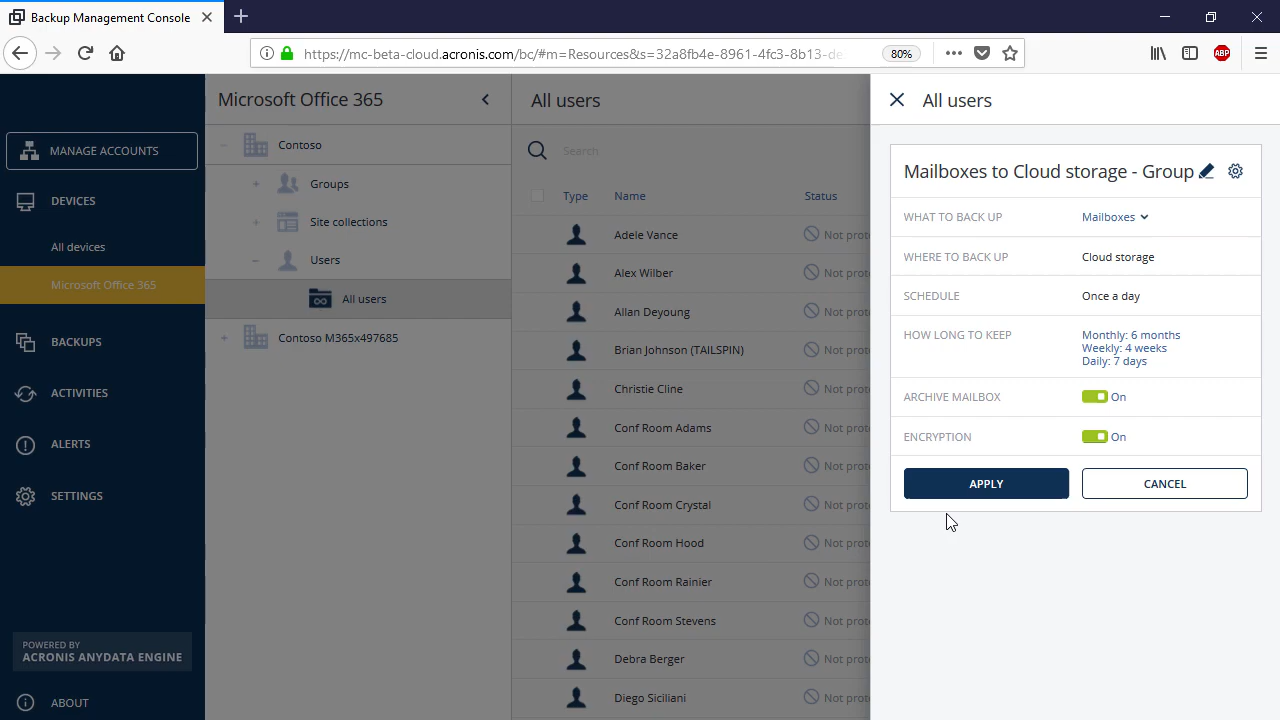 Backup Management Console
https://mc-beta-cloud.acronis.com/bc/#m=Resources&s=32a8fb4e-8961-4fc3-8b13-de
80%
ABP
MANAGE ACCOUNTS
DEVICES
All devices
Microsoft Office 365
BACKUPS
ACTIVITIES
ALERTS
SETTINGS
POWERED BY
ACRONIS ANYDATA ENGINE
ABOUT
Microsoft Office 365
Contoso
Groups
Site collections
Users
All users
Contoso M365x497685
All users
Search
Type Name Status
Adele Vance Not prot
Alex Wilber Not prot
Allan Deyoung Not prot
Brian Johnson (TAILSPIN) Not prot
Christie Cline Not prot
Conf Room Adams Not prot
Conf Room Baker Not prot
Conf Room Crystal Not prot
Conf Room Hood Not prot
Conf Room Rainier Not prot
Conf Room Stevens Not prot
Debra Berger Not prot
Diego Siciliani Not prot
All users
Mailboxes to Cloud storage - Group
WHAT TO BACK UP Mailboxes
WHERE TO BACK UP Cloud storage
SCHEDULE Once a day
HOW LONG TO KEEP Monthly: 6 months
Weekly: 4 weeks
Daily: 7 days
ARCHIVE MAILBOX On
ENCRYPTION On
APPLY CANCEL